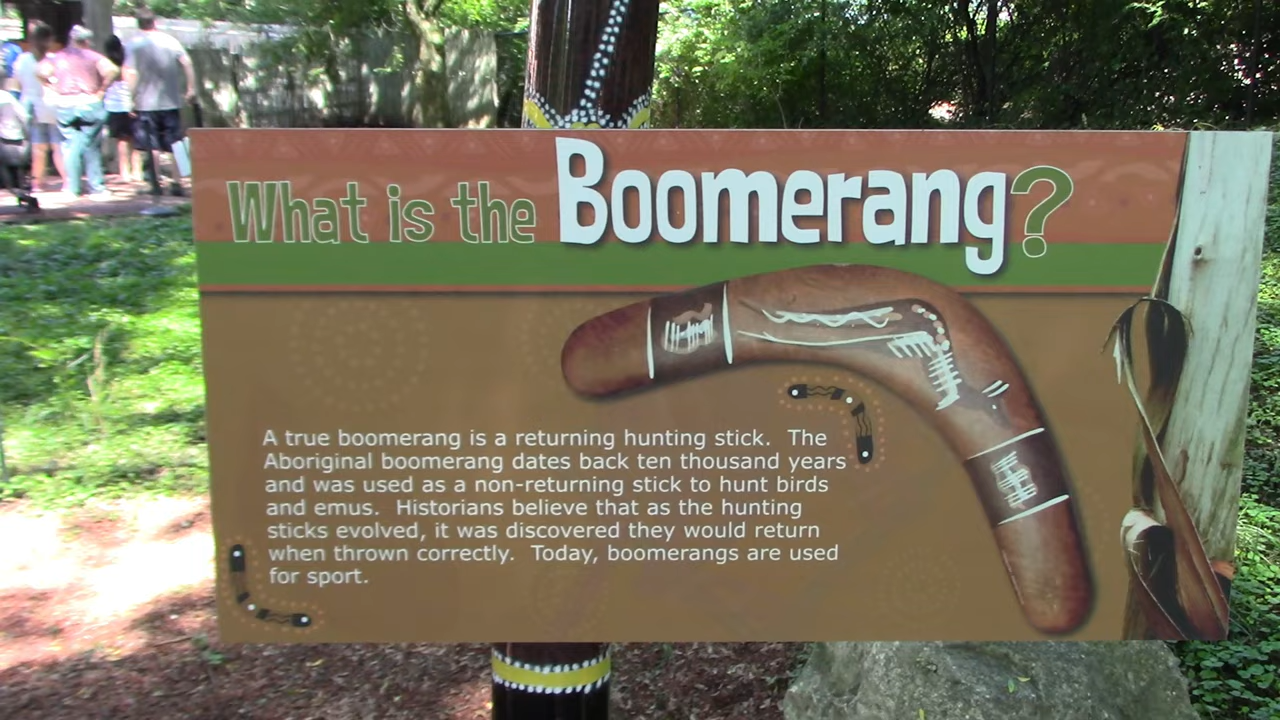 What is the Boomerang?
A true boomerang is a returning hunting stick. The
Aboriginal boomerang dates back ten thousand years
and was used as a non-returning stick to hunt birds
and emus. Historians believe that as the hunting
sticks evolved, it was discovered they would return
when thrown correctly. Today, boomerangs are used
for sport.